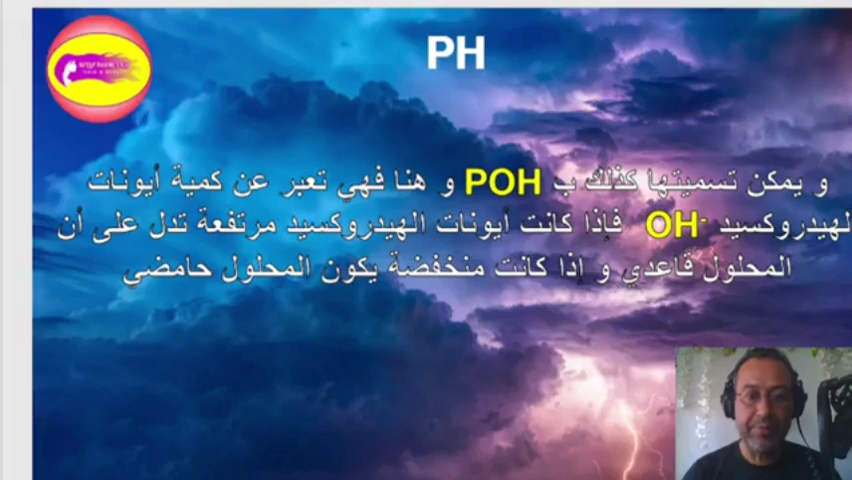 PH
و يمكن تسميتها كذلك ب POH و هنا فهي تعبر عن كمية أيونات
لهيدروكسيد OH- فإذا كانت أيونات الهيدروكسيد مرتفعة تدل على أن
المحلول قاعدي و إذا كانت منخفضة يكون المحلول حامضي